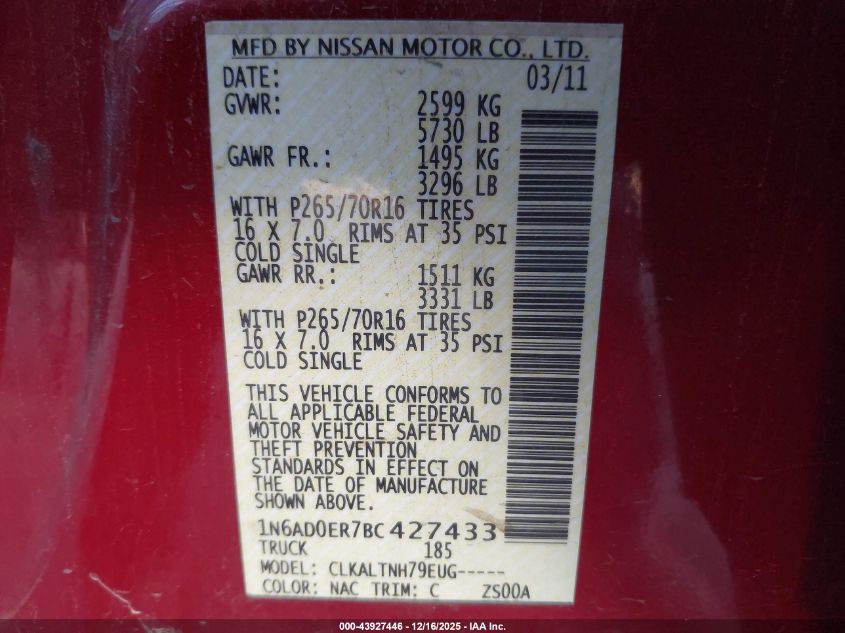 MFD BY NISSAN MOTOR CO., LTD.
DATE: 03/11
GVWR: 2599 KG
5730 LB
GAWR FR.: 1495 KG
3296 LB
WITH P265/70R16 TIRES
16 X 7.0 RIMS AT 35 PSI
COLD SINGLE
GAWR RR.: 1511 KG
3331 LB
WITH P265/70R16 TIRES
16 X 7.0 RIMS AT 35 PSI
COLD SINGLE
THIS VEHICLE CONFORMS TO
ALL APPLICABLE FEDERAL
MOTOR VEHICLE SAFETY AND
THEFT PREVENTION
STANDARDS IN EFFECT ON
THE DATE OF MANUFACTURE
SHOWN ABOVE.
1N6AD0ER7BC427433
TRUCK 185
MODEL: CLKALTNH79EUG-----
COLOR: NAC TRIM: C ZS00A
000-43927446 - 12/16/2025 - IAA Inc.